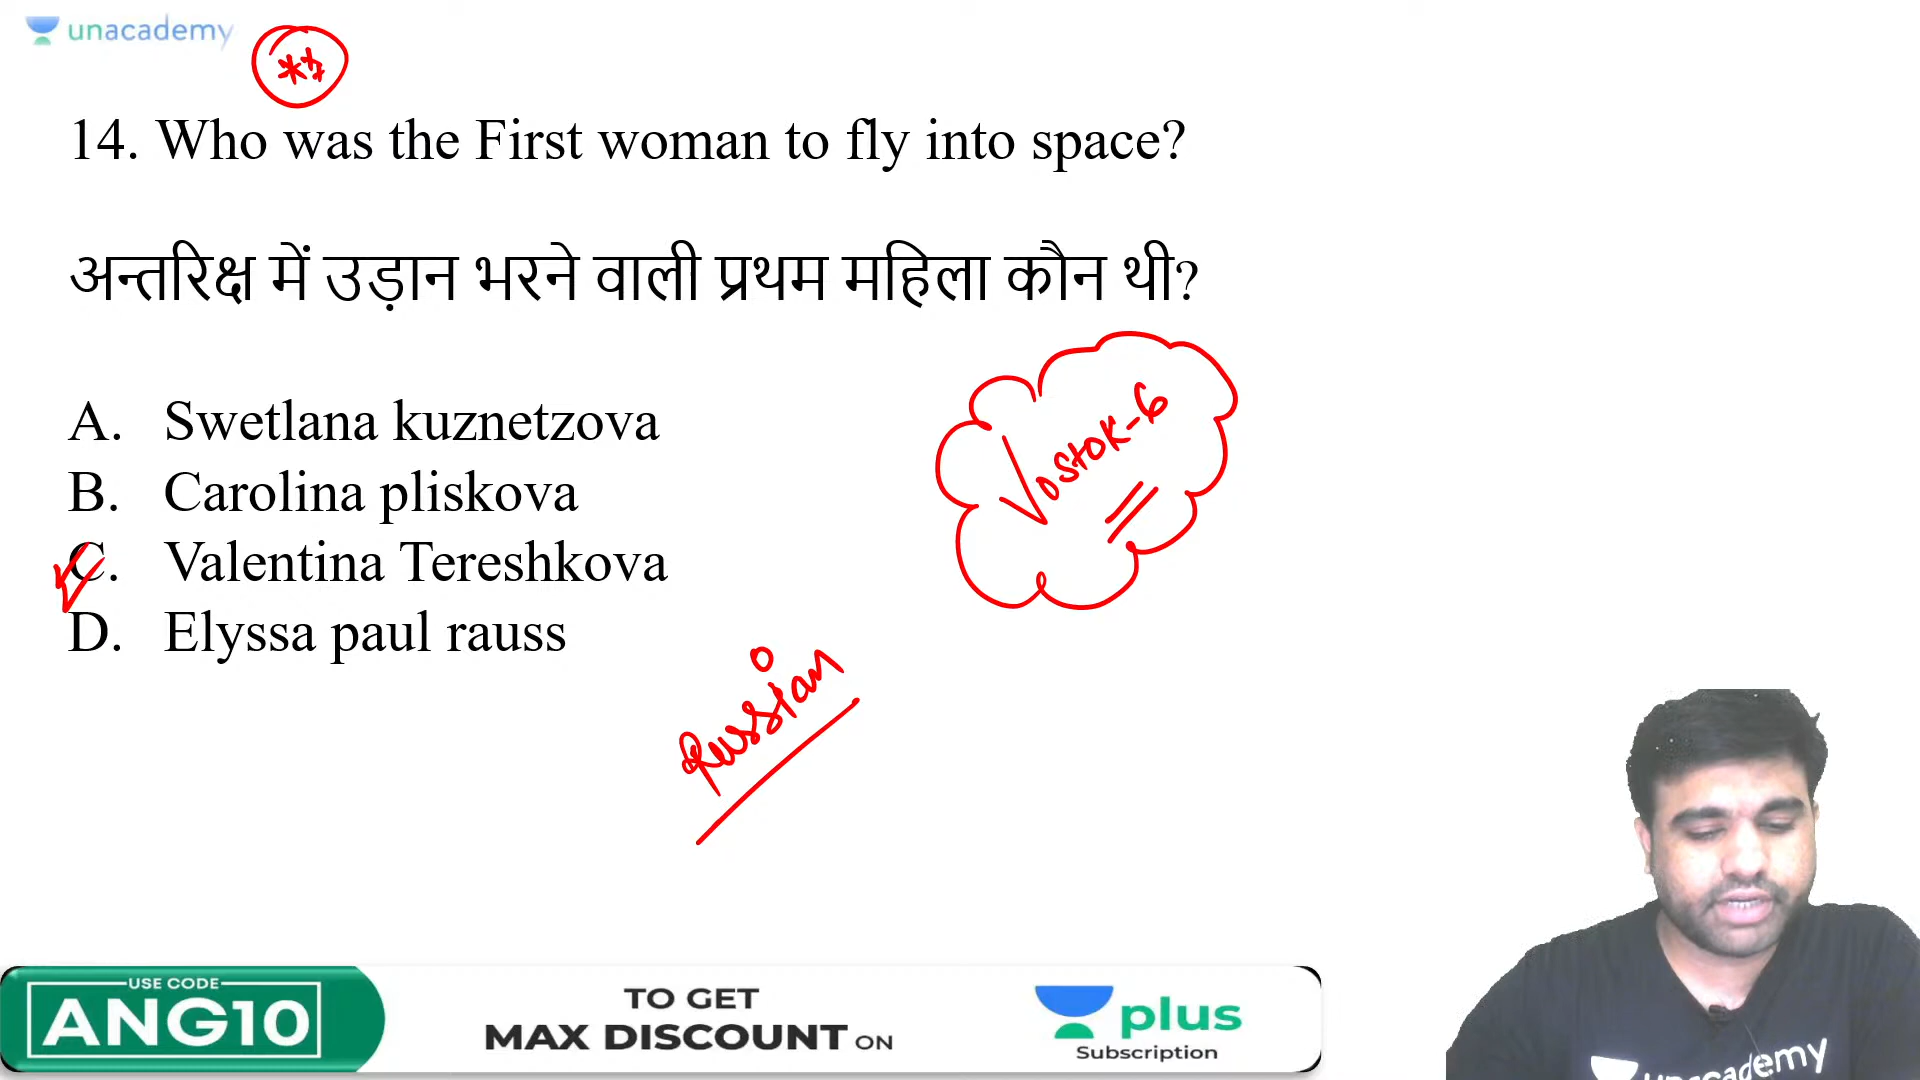 unacademy
14. Who was the First woman to fly into space?
अन्तरिक्ष में उड़ान भरने वाली प्रथम महिला कौन थी?
A. Swetlana kuznetzova
B. Carolina pliskova
C. Valentina Tereshkova
D. Elyssa paul rauss
Vostok-6
Russian
USE CODE
ANG10
TO GET
MAX DISCOUNT ON
plus
Subscription
unacademy